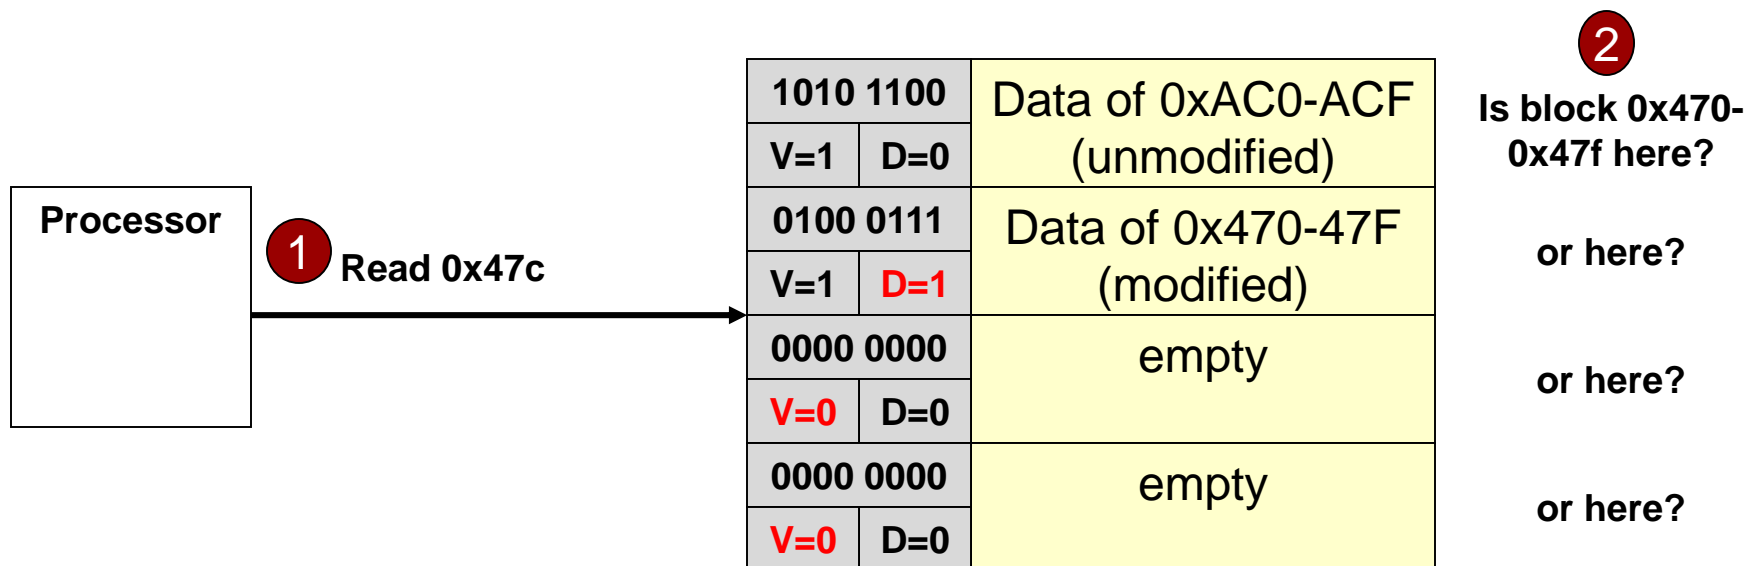 2
1010 1100
Data of 0xAC0-ACF
(unmodified)
V=1
D=0
Is block 0x470-
0x47f here?
Processor
1
Read 0x47c
0100 0111
Data of 0x470-47F
(modified)
V=1
D=1
or here?
0000 0000
empty
V=0
D=0
or here?
0000 0000
empty
V=0
D=0
or here?